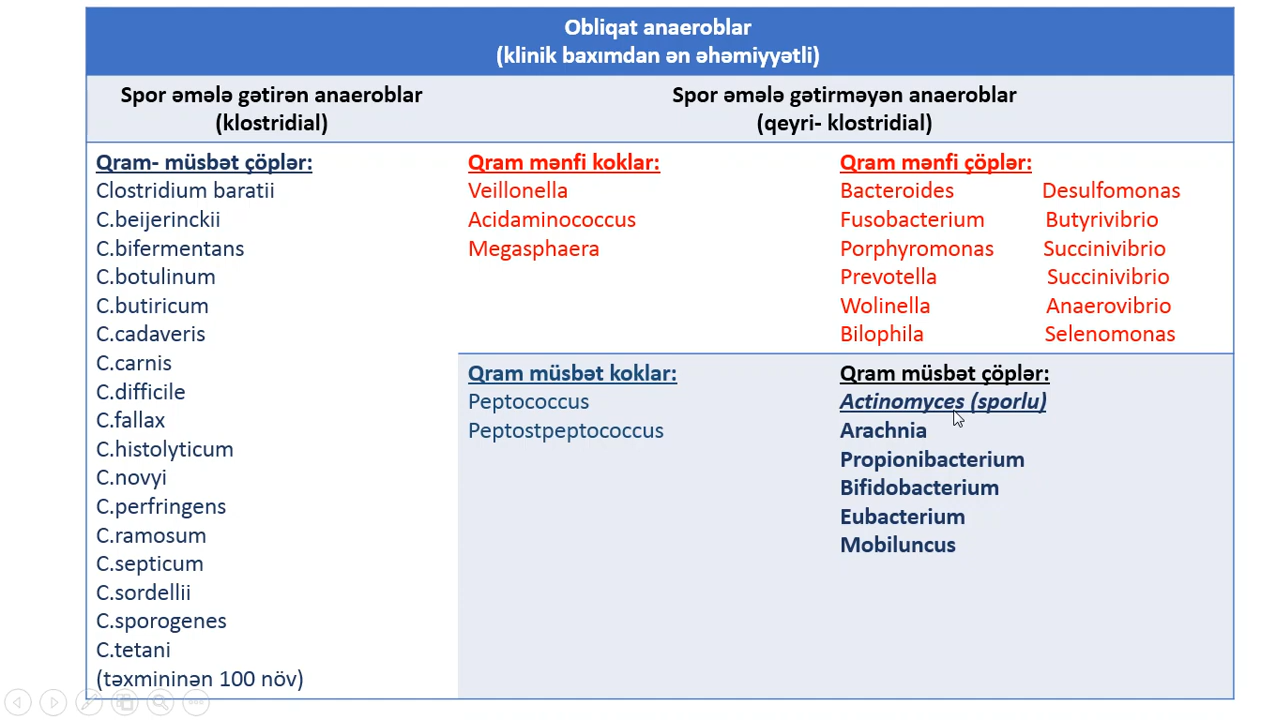 Obliqat anaeroblar
(klinik baxımdan ən əhəmiyyətli)
Spor əmələ gətirən anaeroblar
(klostridial)
Spor əmələ gətirməyən anaeroblar
(qeyri- klostridial)
Qram- müsbət çöplər:
Clostridium baratii
C.beijerinckii
C.bifermentans
C.botulinum
C.butiricum
C.cadaveris
C.carnis
C.difficile
C.fallax
C.histolyticum
C.novyi
C.perfringens
C.ramosum
C.septicum
C.sordellii
C.sporogenes
C.tetani
(təxmininən 100 növ)
Qram mənfi koklar:
Veillonella
Acidaminococcus
Megasphaera
Qram mənfi çöplər:
Bacteroides Desulfomonas
Fusobacterium Butyrivibrio
Porphyromonas Succinivibrio
Prevotella Succinivibrio
Wolinella Anaerovibrio
Bilophila Selenomonas
Qram müsbət koklar:
Peptococcus
Peptostpeptococcus
Qram müsbət çöplər:
Actinomyces (sporlu)
Arachnia
Propionibacterium
Bifidobacterium
Eubacterium
Mobiluncus